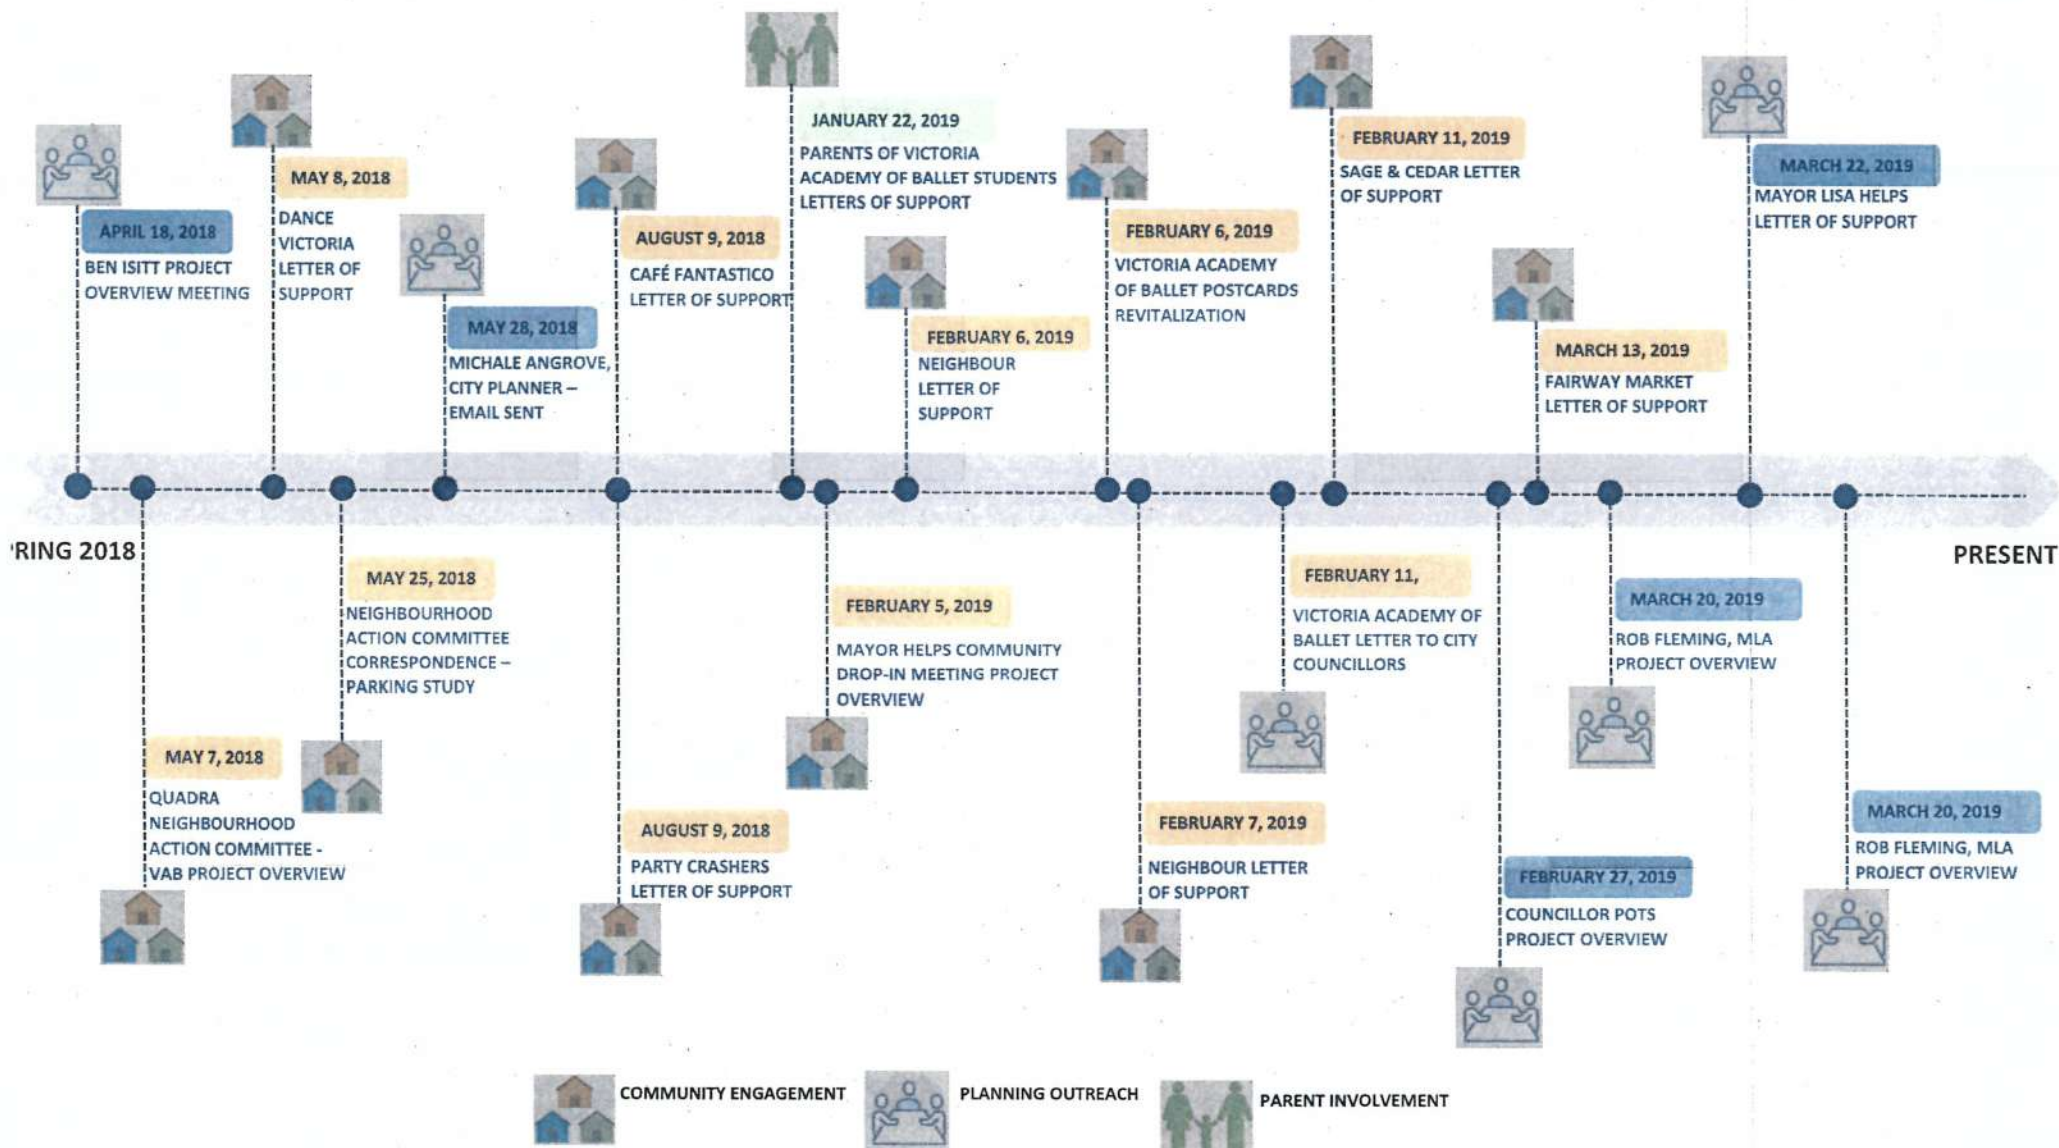 APRIL 18, 2018
BEN ISITT PROJECT
OVERVIEW MEETING
MAY 8, 2018
DANCE
VICTORIA
LETTER OF
SUPPORT
MAY 28, 2018
MICHALE ANGROVE,
CITY PLANNER –
EMAIL SENT
AUGUST 9, 2018
CAFÉ FANTASTICO
LETTER OF SUPPORT
JANUARY 22, 2019
PARENTS OF VICTORIA
ACADEMY OF BALLET STUDENTS
LETTERS OF SUPPORT
FEBRUARY 6, 2019
NEIGHBOUR
LETTER OF
SUPPORT
FEBRUARY 6, 2019
VICTORIA ACADEMY
OF BALLET POSTCARDS
REVITALIZATION
FEBRUARY 11, 2019
SAGE & CEDAR LETTER
OF SUPPORT
MARCH 13, 2019
FAIRWAY MARKET
LETTER OF SUPPORT
MARCH 22, 2019
MAYOR LISA HELPS
LETTER OF SUPPORT
RING 2018
PRESENT
MAY 7, 2018
QUADRA
NEIGHBOURHOOD
ACTION COMMITTEE -
VAB PROJECT OVERVIEW
MAY 25, 2018
NEIGHBOURHOOD
ACTION COMMITTEE
CORRESPONDENCE –
PARKING STUDY
AUGUST 9, 2018
PARTY CRASHERS
LETTER OF SUPPORT
FEBRUARY 5, 2019
MAYOR HELPS COMMUNITY
DROP-IN MEETING PROJECT
OVERVIEW
FEBRUARY 7, 2019
NEIGHBOUR LETTER
OF SUPPORT
FEBRUARY 11,
VICTORIA ACADEMY OF
BALLET LETTER TO CITY
COUNCILLORS
FEBRUARY 27, 2019
COUNCILLOR POTS
PROJECT OVERVIEW
MARCH 20, 2019
ROB FLEMING, MLA
PROJECT OVERVIEW
MARCH 20, 2019
ROB FLEMING, MLA
PROJECT OVERVIEW
COMMUNITY ENGAGEMENT
PLANNING OUTREACH
PARENT INVOLVEMENT